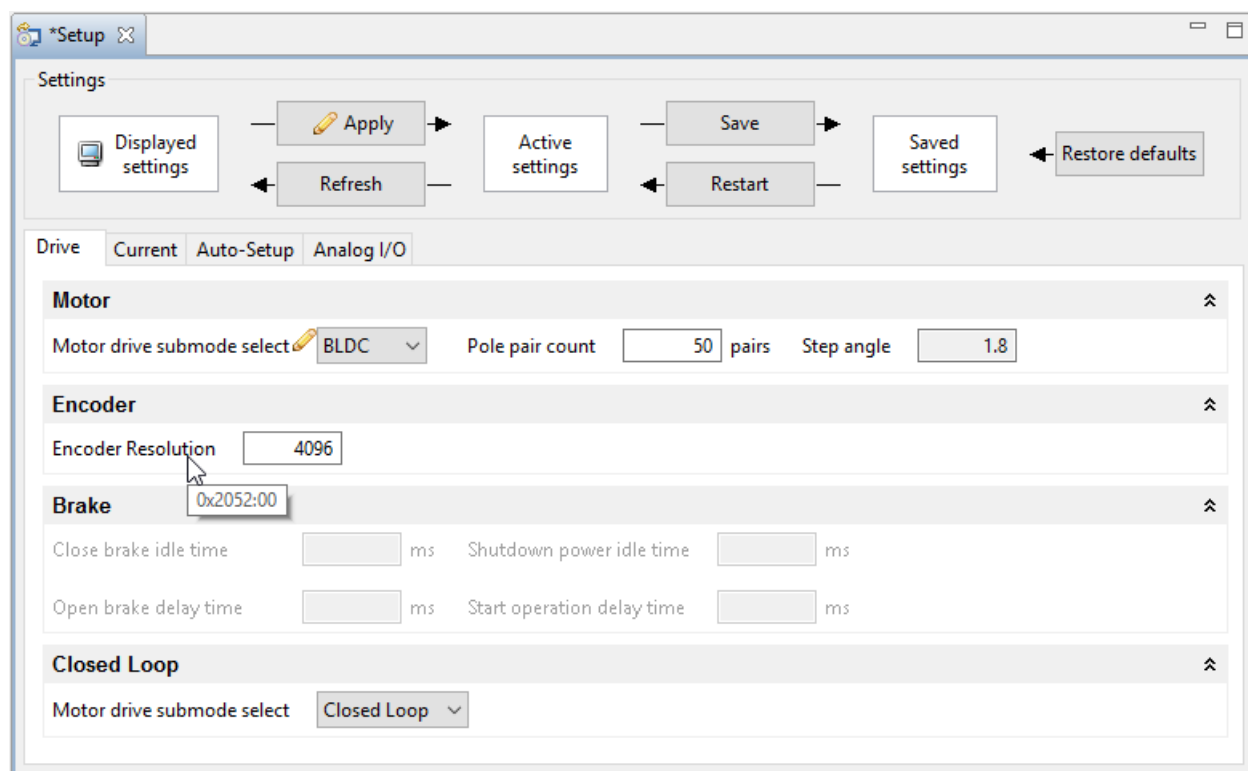 *Setup
Settings
Displayed settings
Apply
Refresh
Active settings
Save
Restart
Saved settings
Restore defaults
Drive Current Auto-Setup Analog I/O
Motor
Motor drive submode select BLDC Pole pair count 50 pairs Step angle 1.8
Encoder
Encoder Resolution 4096
0x2052:00
Brake
Close brake idle time ms Shutdown power idle time ms
Open brake delay time ms Start operation delay time ms
Closed Loop
Motor drive submode select Closed Loop